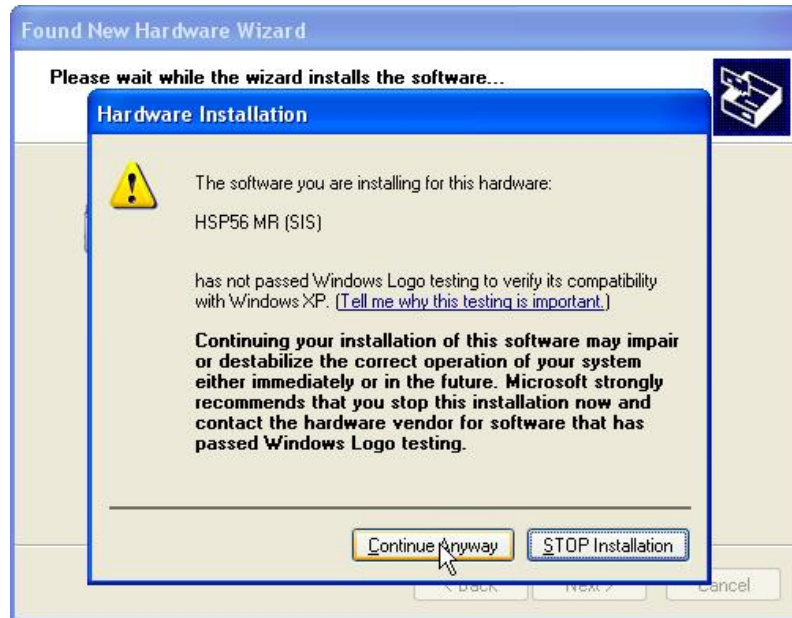 Found New Hardware Wizard
Please wait while the wizard installs the software...
Hardware Installation
The software you are installing for this hardware:
HSP56 MR (SIS)
has not passed Windows Logo testing to verify its compatibility
with Windows XP. (Tell me why this testing is important.)
Continuing your installation of this software may impair
or destabilize the correct operation of your system
either immediately or in the future. Microsoft strongly
recommends that you stop this installation now and
contact the hardware vendor for software that has
passed Windows Logo testing.
Continue Anyway STOP Installation
< Back Next > Cancel